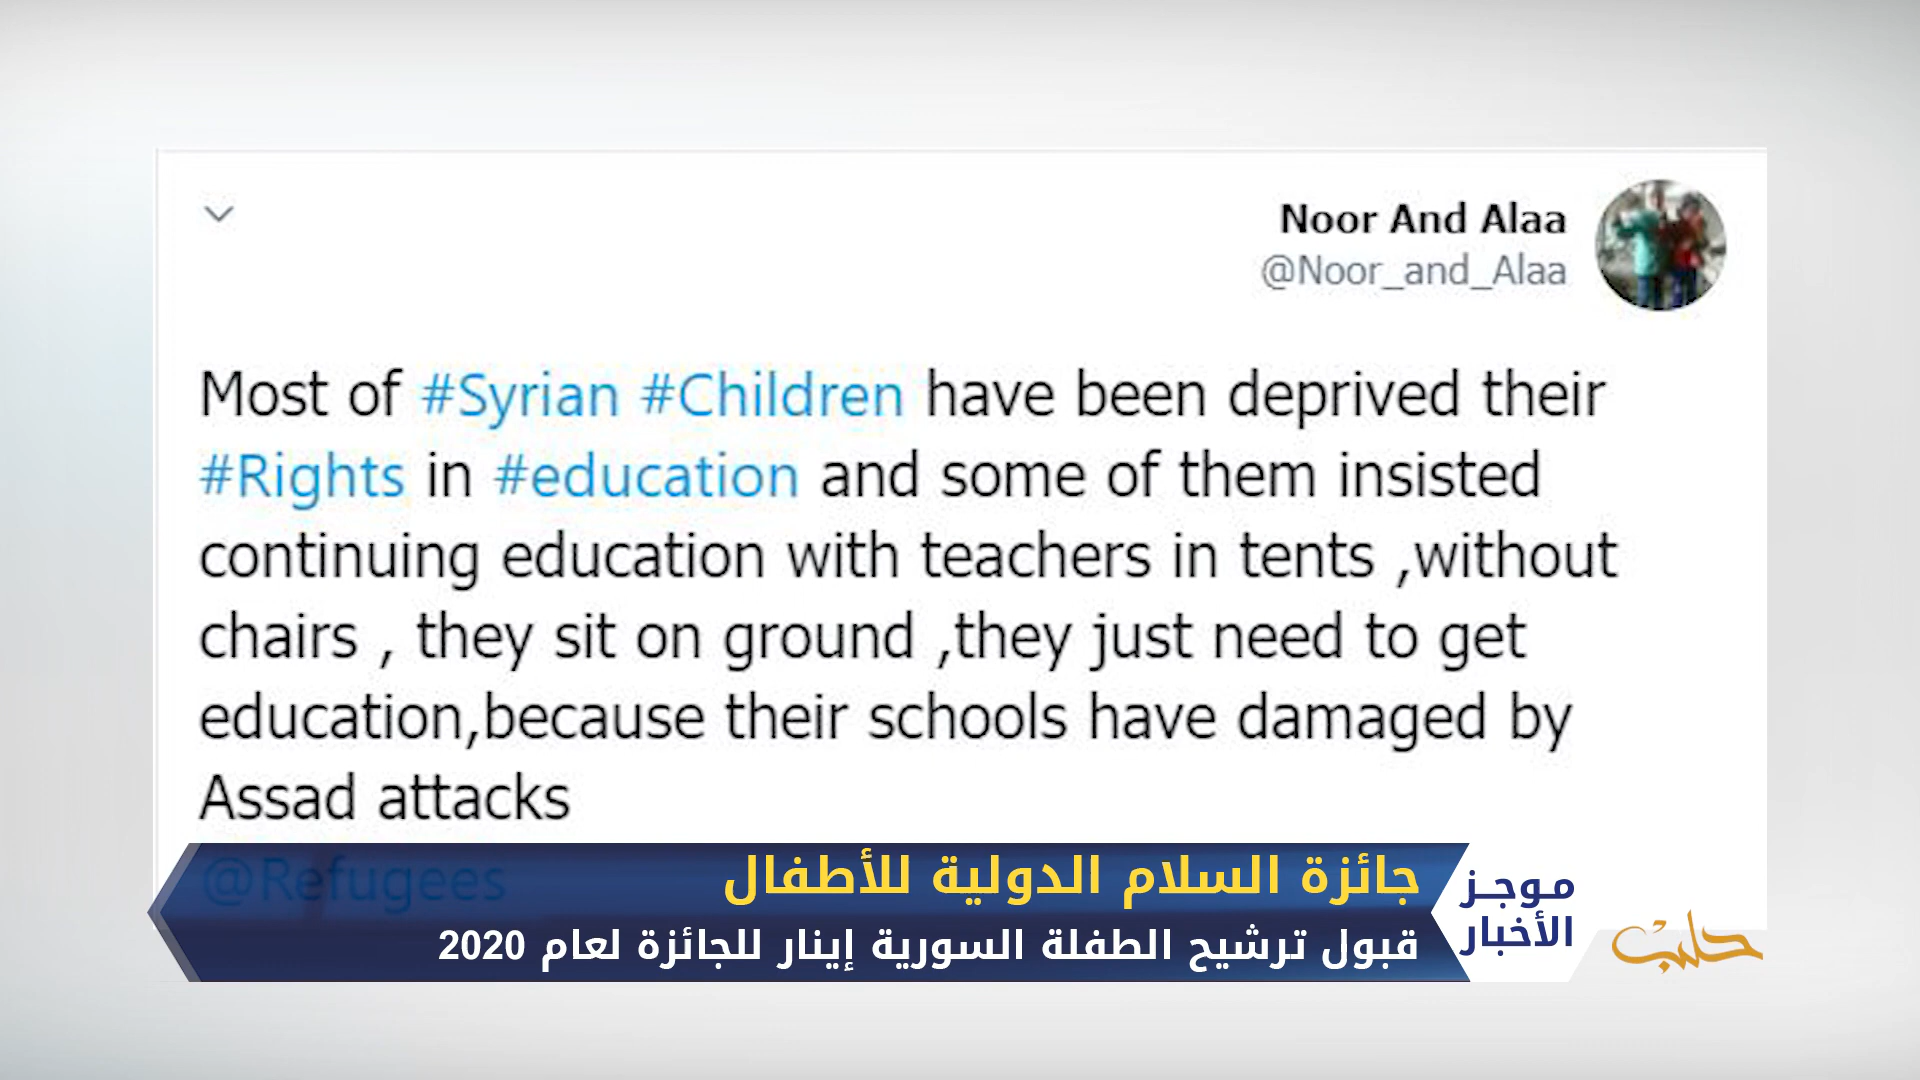 Noor And Alaa
@Noor_and_Alaa
Most of #Syrian #Children have been deprived their
#Rights in #education and some of them insisted
continuing education with teachers in tents ,without
chairs , they sit on ground ,they just need to get
education,because their schools have damaged by
Assad attacks
@Refugees
جائزة السلام الدولية للأطفال
قبول ترشيح الطفلة السورية إينار للجائزة لعام 2020
موجز
الأخبار
حلب